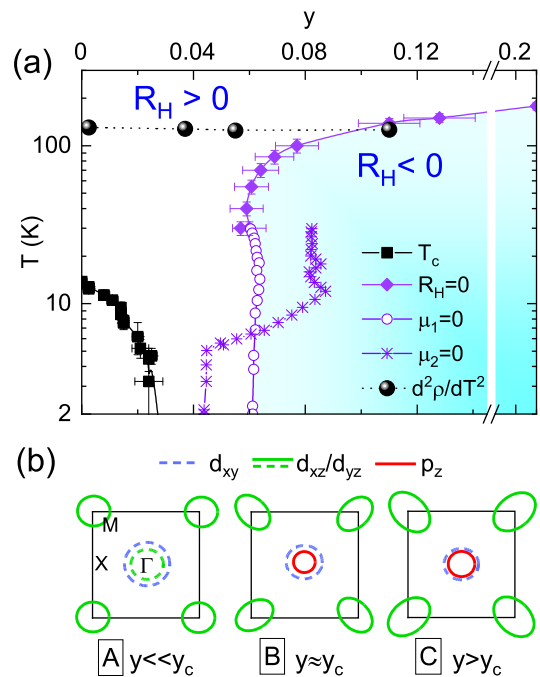 y
0 0.04 0.08 0.12 0.2
(a)
R_H > 0
100
R_H < 0
T (K)
T_c
R_H=0
10
μ_1=0
μ_2=0
d²ρ/dT²
2
(b)
d_xy d_xz/d_yz p_z
M
X Γ
A y<<y_c B y≈y_c C y>y_c